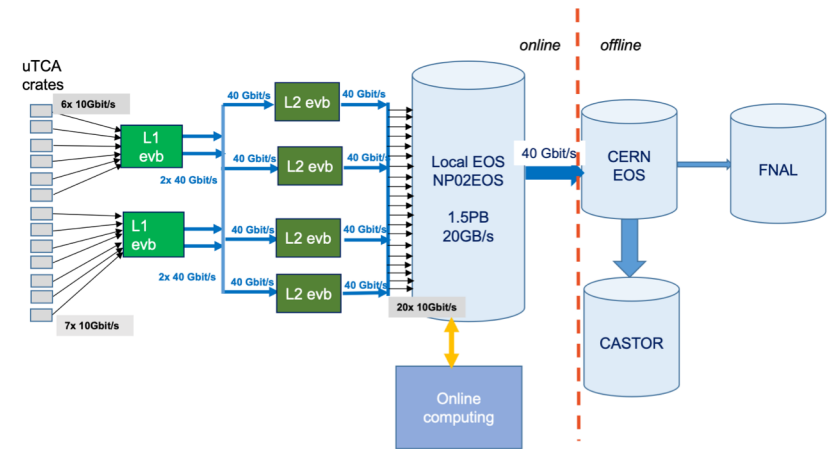 online
offline
uTCA
crates
6x 10Gbit/s
L1
evb
2x 40 Gbit/s
L1
evb
2x 40 Gbit/s
7x 10Gbit/s
40 Gbit/s
L2 evb
40 Gbit/s
40 Gbit/s
L2 evb
40 Gbit/s
40 Gbit/s
L2 evb
40 Gbit/s
40 Gbit/s
L2 evb
40 Gbit/s
Local EOS
NP02EOS
1.5PB
20GB/s
20x 10Gbit/s
Online
computing
40 Gbit/s
CERN
EOS
FNAL
CASTOR